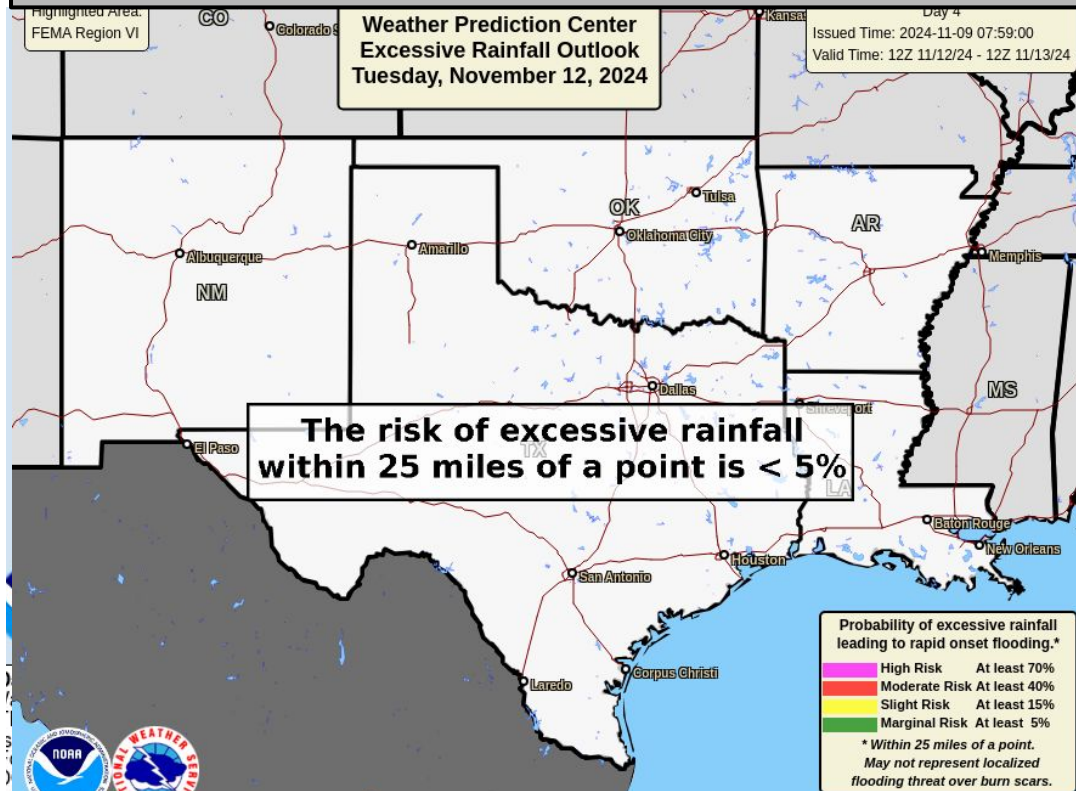 Highlighted Area:
FEMA Region VI
Weather Prediction Center
Excessive Rainfall Outlook
Tuesday, November 12, 2024
Day 4
Issued Time: 2024-11-09 07:59:00
Valid Time: 12Z 11/12/24 - 12Z 11/13/24
CO
Colorado
Kansas
Tulsa
OK
Oklahoma City
AR
Amarillo
Albuquerque
Memphis
NM
Dallas
MS
Shreveport
The risk of excessive rainfall
within 25 miles of a point is < 5%
El Paso
TX
LA
Baton Rouge
New Orleans
Houston
San Antonio
Corpus Christi
Laredo
Probability of excessive rainfall
leading to rapid onset flooding.*
High Risk At least 70%
Moderate Risk At least 40%
Slight Risk At least 15%
Marginal Risk At least 5%
* Within 25 miles of a point.
May not represent localized
flooding threat over burn scars.
NOAA